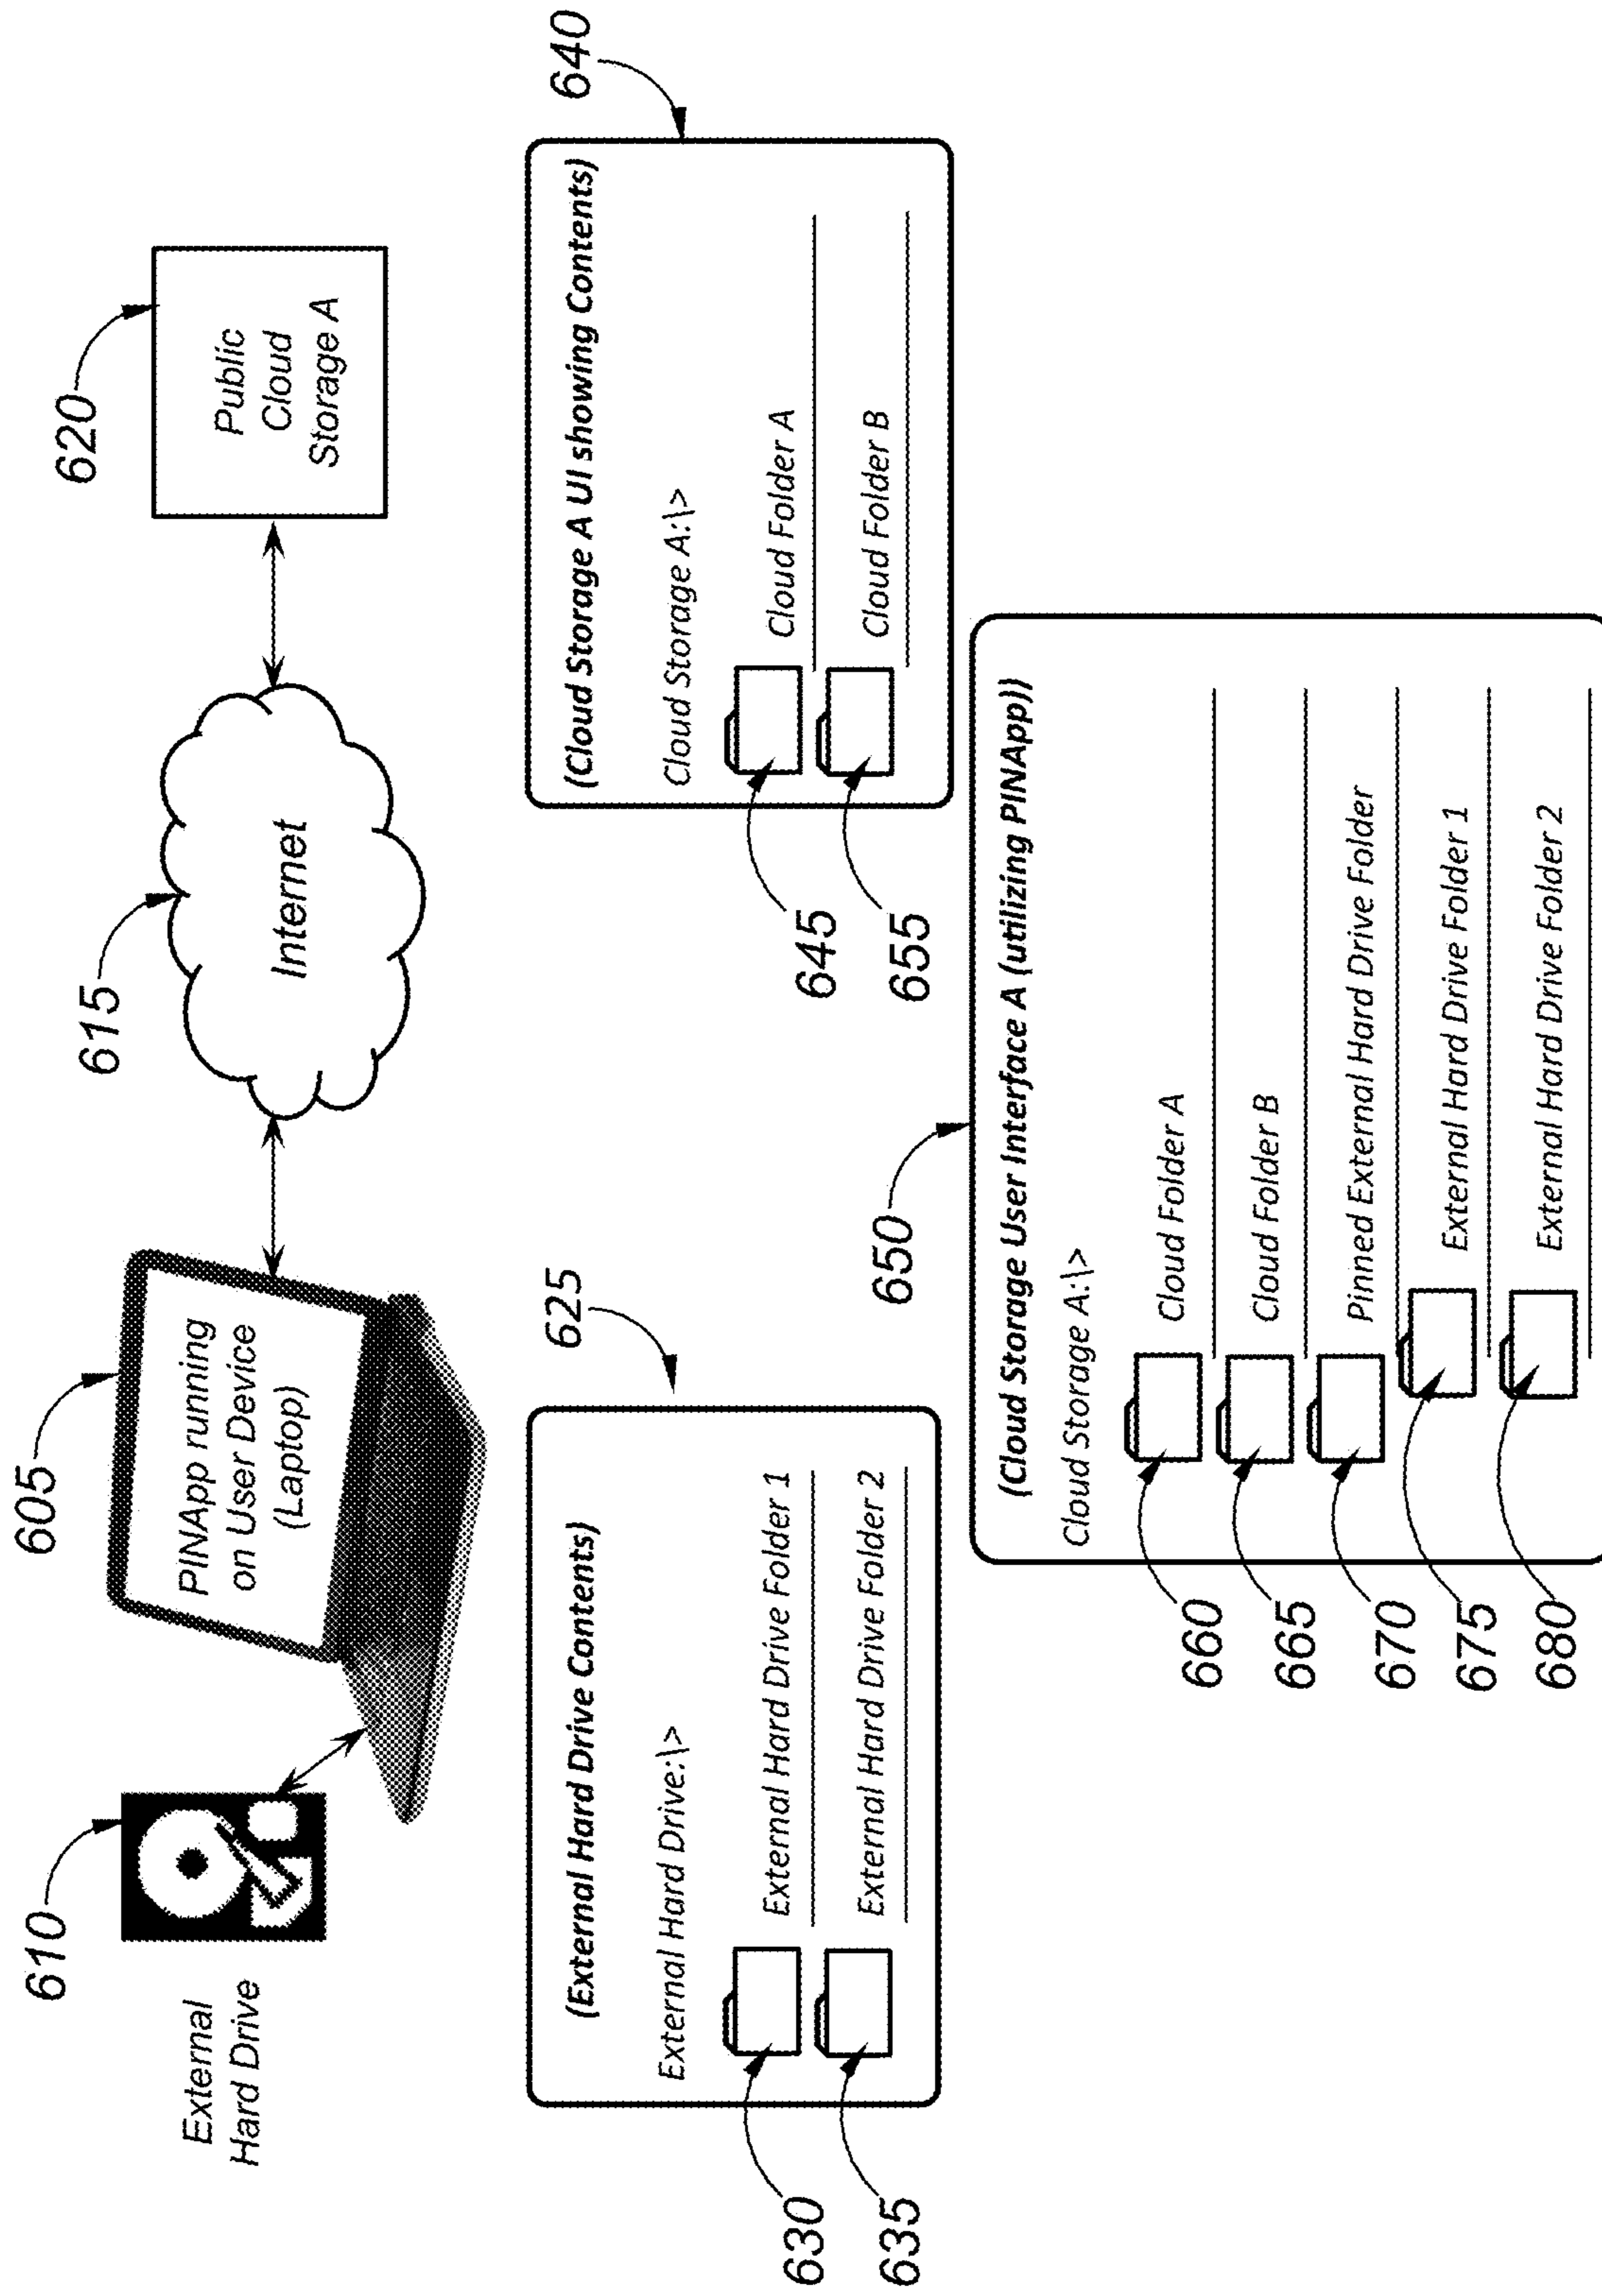 605
PINApp running
on User Device
(Laptop)
610
External
Hard Drive
615
Internet
620
Public
Cloud
Storage A
625
(External Hard Drive Contents)
External Hard Drive:\>
External Hard Drive Folder 1
External Hard Drive Folder 2
630
635
640
(Cloud Storage A UI showing Contents)
Cloud Storage A:\>
Cloud Folder A
Cloud Folder B
645
655
650
(Cloud Storage User Interface A (utilizing PINApp))
Cloud Storage A:\>
Cloud Folder A
Cloud Folder B
Pinned External Hard Drive Folder
External Hard Drive Folder 1
External Hard Drive Folder 2
660
665
670
675
680